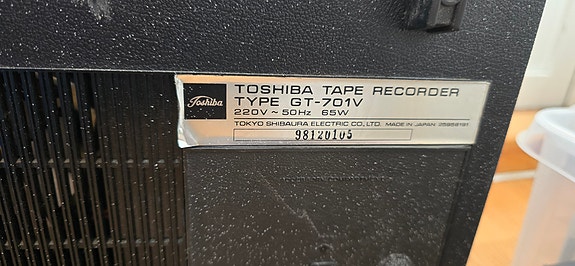 Toshiba
TOSHIBA TAPE RECORDER
TYPE GT-701V
220V ~ 50Hz 65W
TOKYO SHIBAURA ELECTRIC CO., LTD. MADE IN JAPAN
98120105